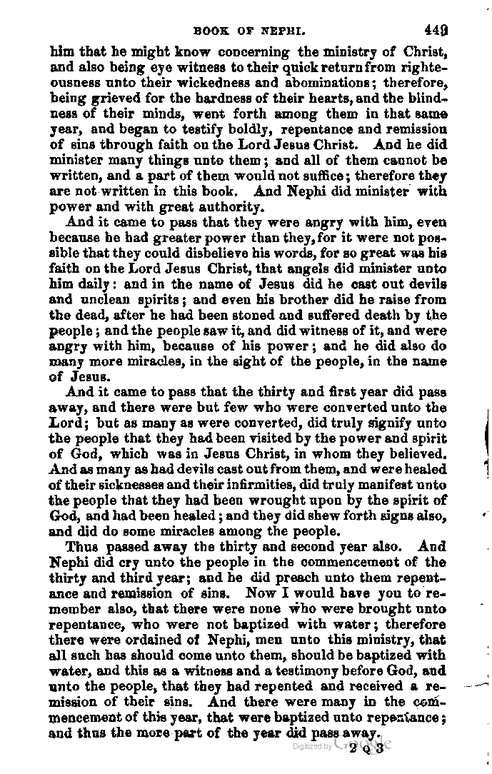 BOOK OF NEPHI. 449
him that he might know concerning the ministry of Christ,
and also being eye witness to their quick return from righte-
ousness unto their wickedness and abominations; therefore,
being grieved for the hardness of their hearts, and the blind-
ness of their minds, went forth among them in that same
year, and began to testify boldly, repentance and remission
of sins through faith on the Lord Jesus Christ. And he did
minister many things unto them; and all of them cannot be
written, and a part of them would not suffice; therefore they
are not written in this book. And Nephi did minister with
power and with great authority.
And it came to pass that they were angry with him, even
because he had greater power than they, for it were not pos-
sible that they could disbelieve his words, for so great was his
faith on the Lord Jesus Christ, that angels did minister unto
him daily: and in the name of Jesus did he cast out devils
and unclean spirits; and even his brother did he raise from
the dead, after he had been stoned and suffered death by the
people; and the people saw it, and did witness of it, and were
angry with him, because of his power; and he did also do
many more miracles, in the sight of the people, in the name
of Jesus.
And it came to pass that the thirty and first year did pass
away, and there were but few who were converted unto the
Lord; but as many as were converted, did truly signify unto
the people that they had been visited by the power and spirit
of God, which was in Jesus Christ, in whom they believed.
And as many as had devils cast out from them, and were healed
of their sicknesses and their infirmities, did truly manifest unto
the people that they had been wrought upon by the spirit of
God, and had been healed; and they did shew forth signs also,
and did do some miracles among the people.
Thus passed away the thirty and second year also. And
Nephi did cry unto the people in the commencement of the
thirty and third year; and he did preach unto them repent-
ance and remission of sins. Now I would have you to re-
member also, that there were none who were brought unto
repentance, who were not baptized with water; therefore
there were ordained of Nephi, men unto this ministry, that
all such has should come unto them, should be baptized with
water, and this as a witness and a testimony before God, and
unto the people, that they had repented and received a re-
mission of their sins. And there were many in the com-
mencement of this year, that were baptized unto repentance;
and thus the more part of the year did pass away.
Digitized by Google
2 Q 3